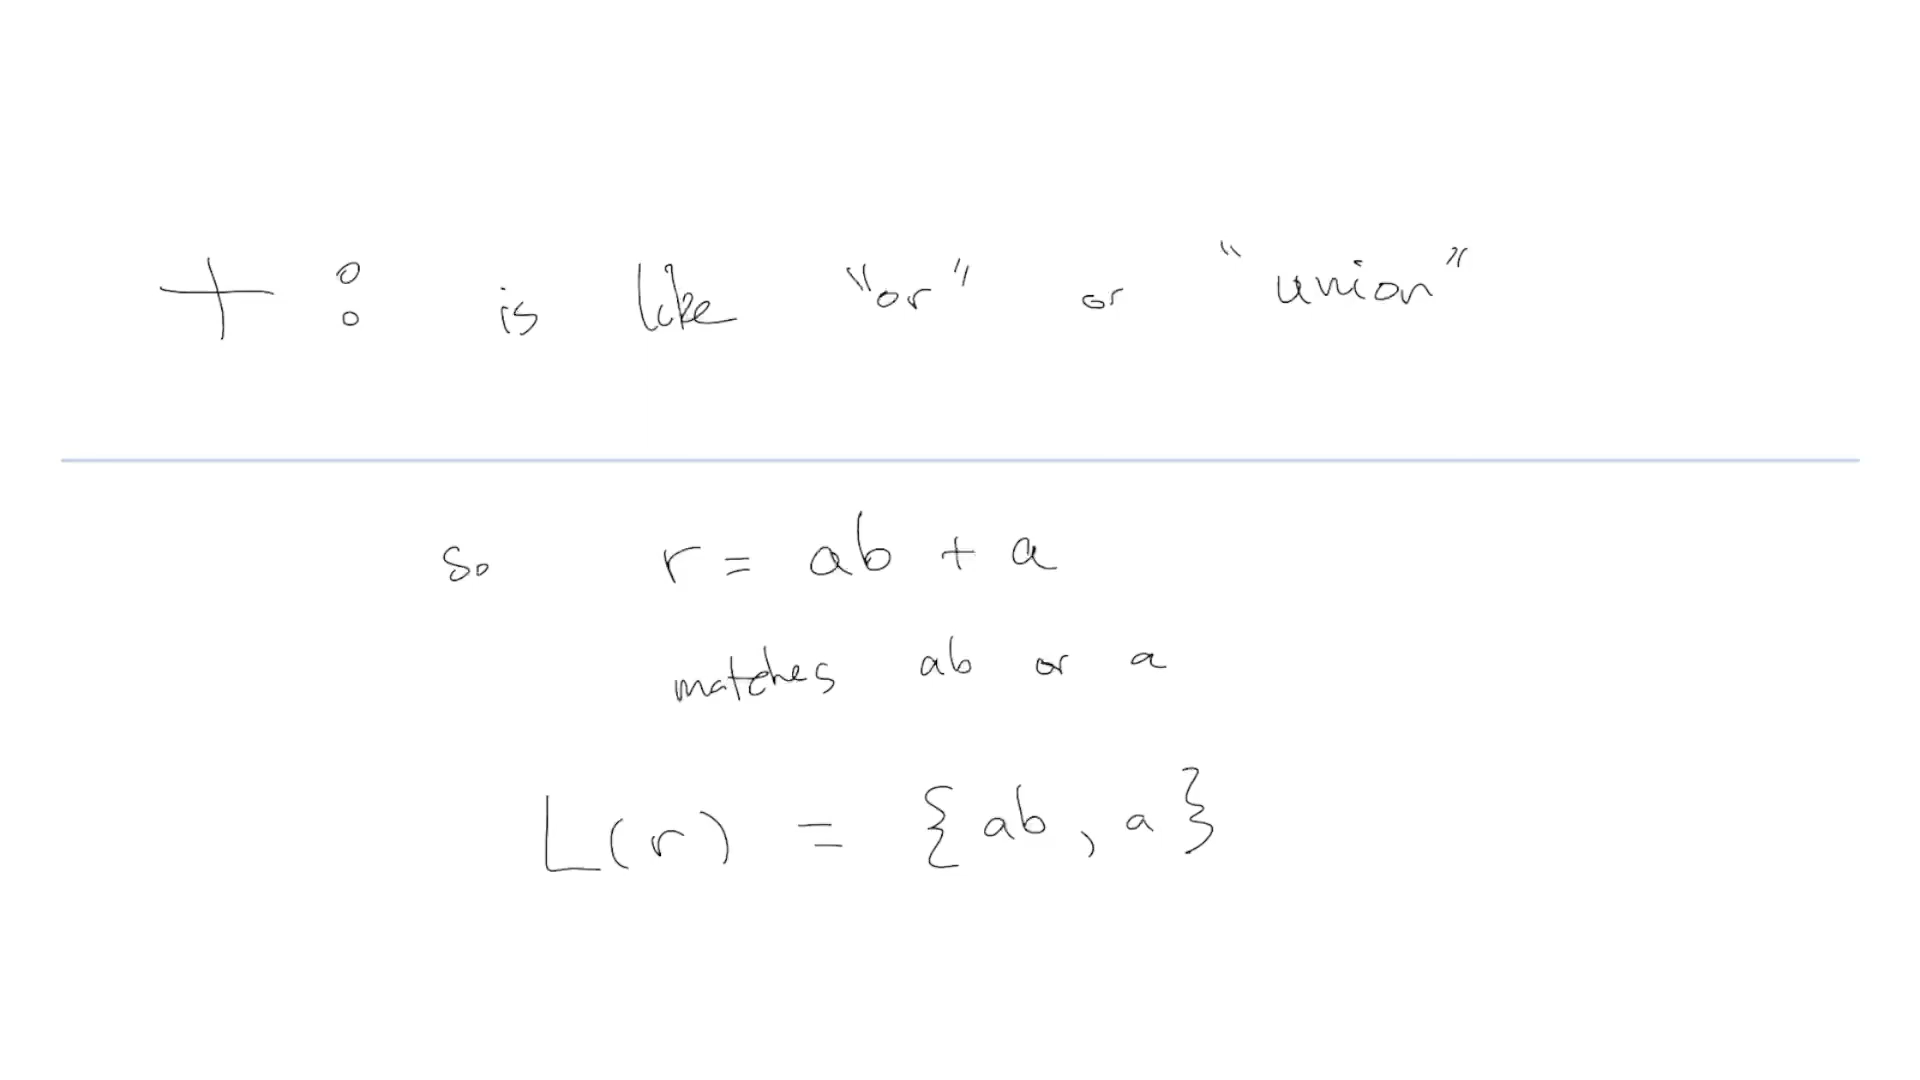 + : is like "or" or "union"
so r = ab + a
matches ab or a
L(r) = {ab, a}